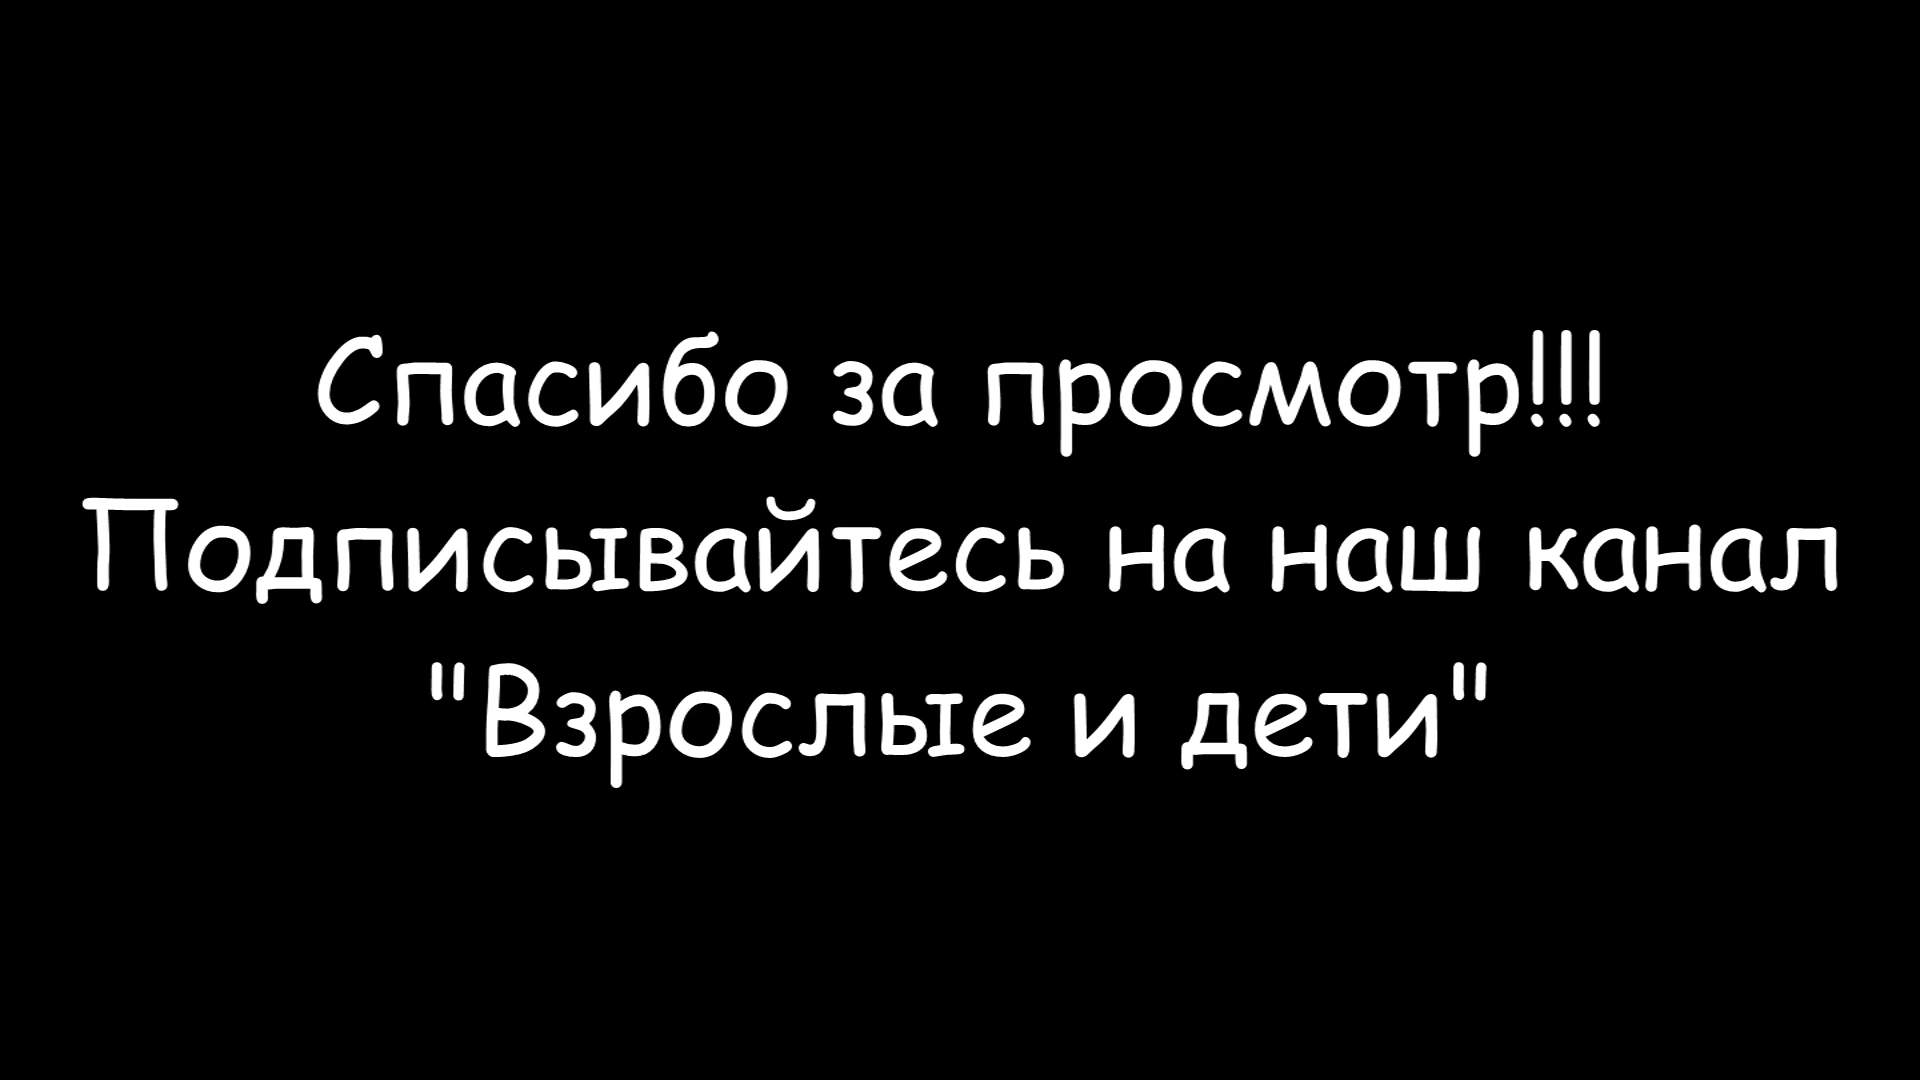 Спасибо за просмотр!!!
Подписывайтесь на наш канал
"Взрослые и дети"